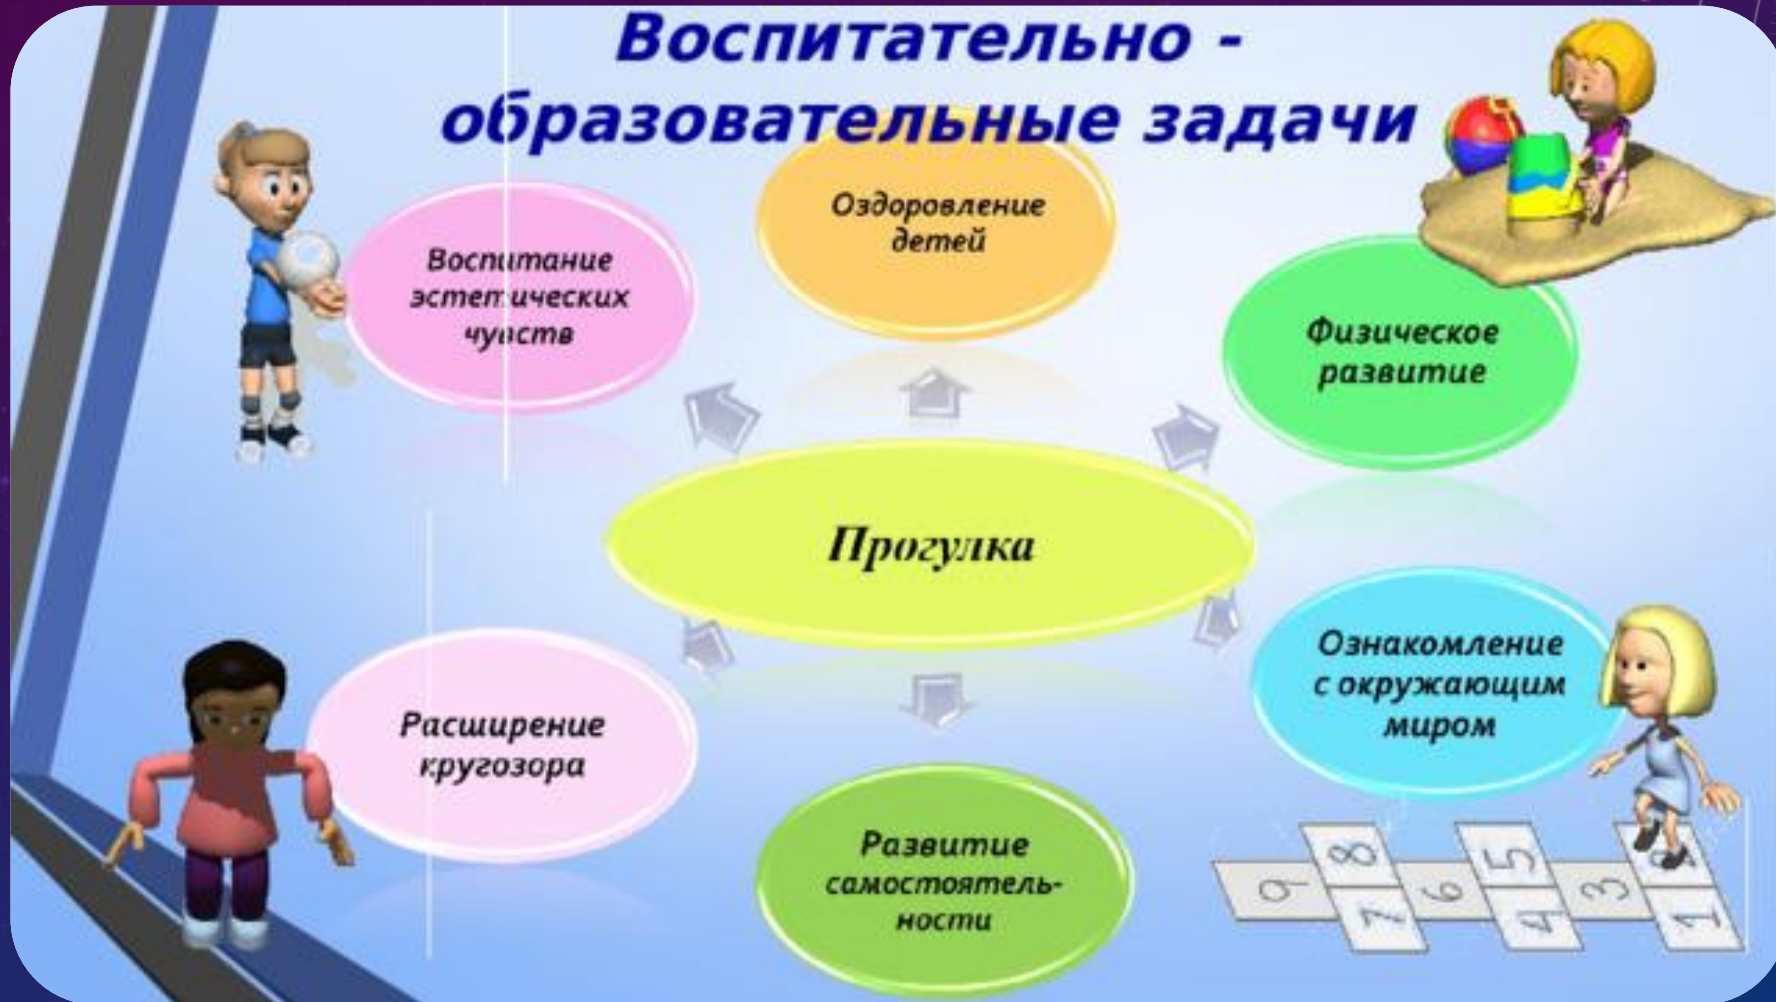 Воспитательно -
образовательные задачи
Воспитание
эстетических
чувств
Оздоровление
детей
Физическое
развитие
Прогулка
Ознакомление
с окружающим
миром
Расширение
кругозора
Развитие
самостоятель-
ности
9
8
7
6
5
4
3
2
1